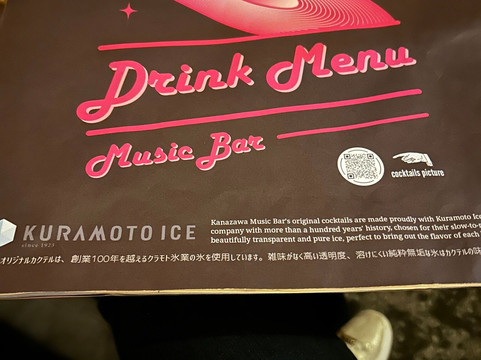 Drink Menu
Music Bar
cocktails picture
KURAMOTO ICE
since 1923
Kanazawa Music Bar's original cocktails are made proudly with Kuramoto Ice
company with more than a hundred years' history, chosen for their slow-to-
beautifully transparent and pure ice, perfect to bring out the flavor of each
オリジナルカクテルは、創業100年を越えるクラモト氷業の氷を使用しています。雑味がなく高い透明度、溶けにくい純粋無垢な氷はカクテルの味